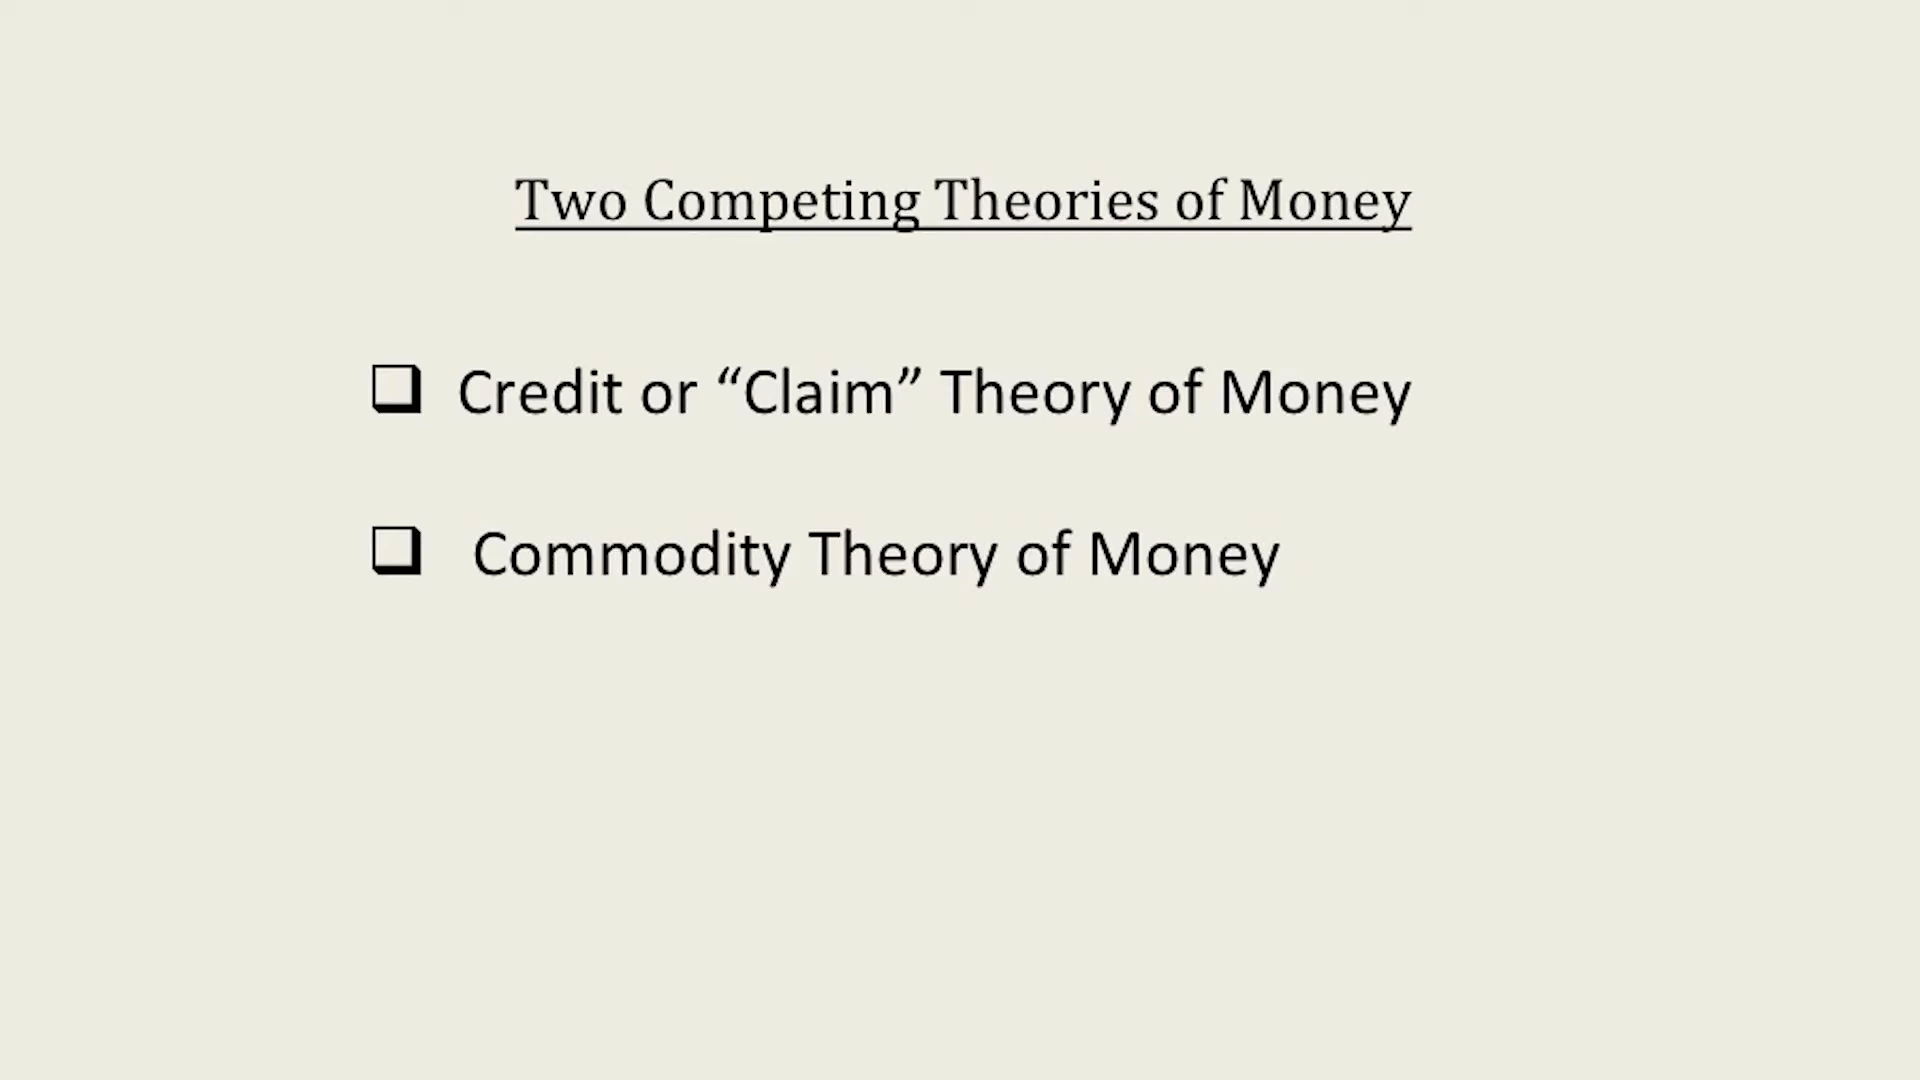 Two Competing Theories of Money
❑ Credit or “Claim” Theory of Money
❑ Commodity Theory of Money